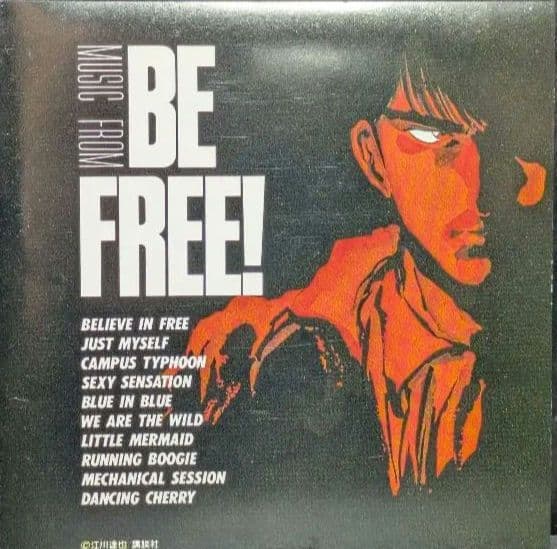 MUSIC FROM
BE
FREE!
BELIEVE IN FREE
JUST MYSELF
CAMPUS TYPHOON
SEXY SENSATION
BLUE IN BLUE
WE ARE THE WILD
LITTLE MERMAID
RUNNING BOOGIE
MECHANICAL SESSION
DANCING CHERRY
©江川達也/講談社